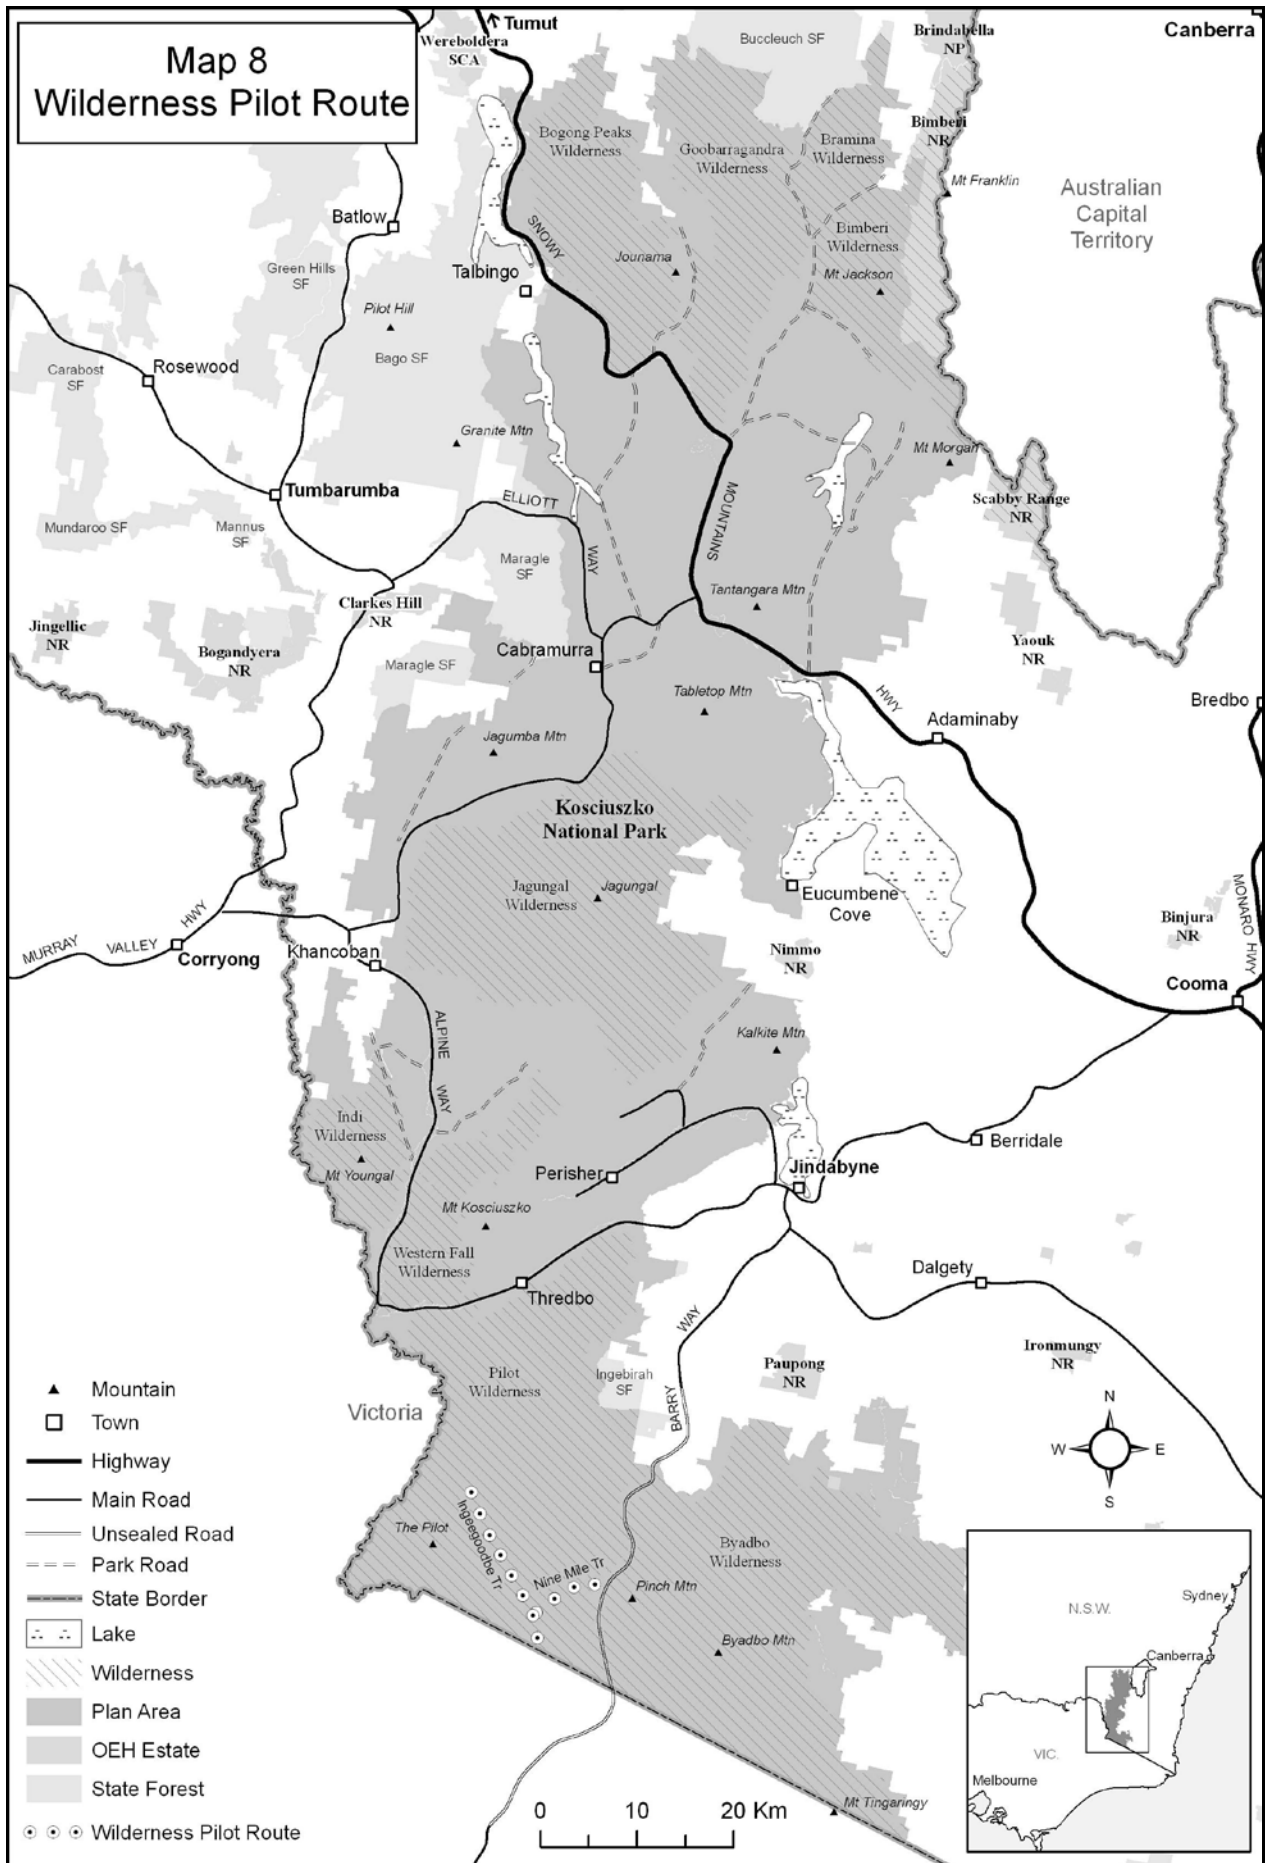 Map 8
Wilderness Pilot Route
Tumut
Canberra
Wereboldera
SCA
Buccleuch SF
Brindabella
NP
Bimberi
NR
Bogong Peaks
Wilderness
Goobarragandra
Wilderness
Bramina
Wilderness
Mt Franklin
Australian
Capital
Territory
Batlow
SNOWY
Bimberi
Wilderness
Green Hills
SF
Talbingo
Jounama
Mt Jackson
Pilot Hill
Bago SF
Carabost
SF
Rosewood
Granite Mtn
Mt Morgan
Tumbarumba
ELLIOTT
WAY
MOUNTAINS
Scabby Range
NR
Mundaroo SF
Mannus
SF
Maragle
SF
Tantangara Mtn
Clarkes Hill
NR
Jingellic
NR
Bogandyera
NR
Yaouk
NR
Maragle SF
Cabramurra
Tabletop Mtn
HWY
Bredbo
Adaminaby
Jagumba Mtn
Kosciuszko
National Park
Jagungal
Wilderness
Jagungal
Eucumbene
Cove
MURRAY
VALLEY
HWY
Corryong
Khancoban
Nimmo
NR
Binjura
NR
MONARO HWY
Cooma
ALPINE
WAY
Kalkite Mtn
Indi
Wilderness
Mt Youngal
Berridale
Perisher
Jindabyne
Mt Kosciuszko
Western Fall
Wilderness
Dalgety
Thredbo
BARRY
WAY
Paupong
NR
Ironmungy
NR
Pilot
Wilderness
Ingebirah
SF
Victoria
N
W
E
S
The Pilot
Ingeegoodbe Tr
Nine Mile Tr
Pinch Mtn
Byadbo
Wilderness
Byadbo Mtn
Mt Tingaringy
Mountain
Town
Highway
Main Road
Unsealed Road
Park Road
State Border
Lake
Wilderness
Plan Area
OEH Estate
State Forest
Wilderness Pilot Route
0 10 20 Km
Sydney
N.S.W.
Canberra
VIC.
Melbourne